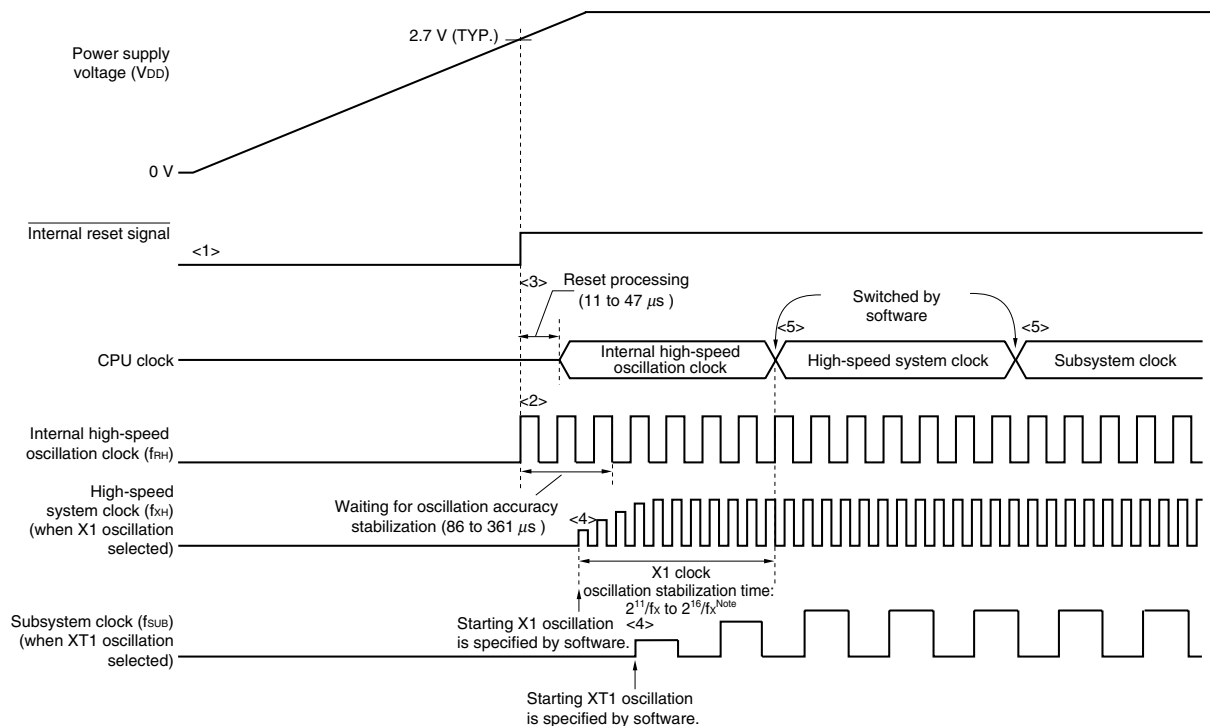 2.7 V (TYP.)
Power supply
voltage (VDD)
0 V
Internal reset signal
<1>
<3>
Reset processing
(11 to 47 μs )
Switched by
software
<5>
<5>
CPU clock
Internal high-speed
oscillation clock
High-speed system clock
Subsystem clock
<2>
Internal high-speed
oscillation clock (fRH)
Waiting for oscillation accuracy
stabilization (86 to 361 μs )
High-speed
system clock (fXH)
(when X1 oscillation
selected)
<4>
X1 clock
oscillation stabilization time:
2^11/fX to 2^16/fX^Note
Starting X1 oscillation
is specified by software.
Subsystem clock (fSUB)
(when XT1 oscillation
selected)
<4>
Starting XT1 oscillation
is specified by software.